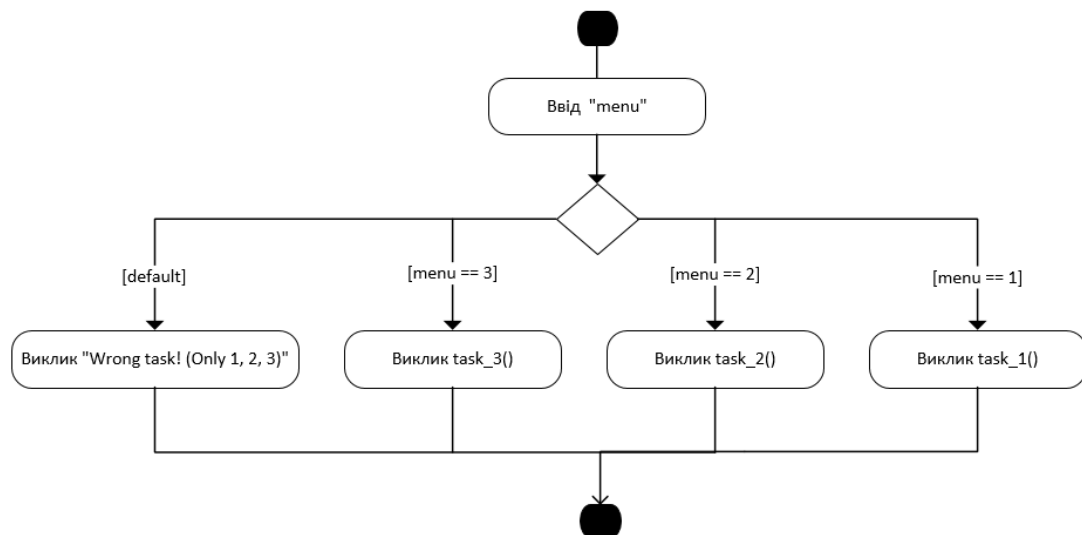 Ввід "menu"
[default]
[menu == 3]
[menu == 2]
[menu == 1]
Виклик "Wrong task! (Only 1, 2, 3)"
Виклик task_3()
Виклик task_2()
Виклик task_1()